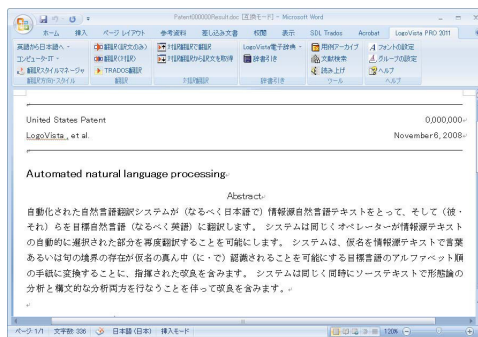 Patent000000Result.doc [互換モード] - Microsoft Word
ホーム 挿入 ページ レイアウト 参考資料 差し込み文書 校閲 表示 SDL Trados Acrobat LogoVista PRO 2011
英語から日本語へ 翻訳(訳文のみ) 対訳翻訳で翻訳 LogoVista電子辞典 用例アーカイブ フォントの設定
コンピュータ・IT 翻訳(対訳) 対訳翻訳から訳文を取得 辞書引き 文献検索 グループの設定
翻訳スタイルマネージャ TRADOS翻訳 読み上げ ヘルプ
翻訳方向・スタイル 翻訳 対訳翻訳 辞書引き ツール ヘルプ
United States Patent 0,000,000
LogoVista , et al. November6, 2008
Automated natural language processing
Abstract
自動化された自然言語翻訳システムが（なるべく日本語で）情報源自然言語テキストをとって、そして（彼・
それ）らを目標自然言語（なるべく英語）に翻訳します。 システムは同じくオペレーターが情報源テキスト
の自動的に選択された部分を再度翻訳することを可能にします。 システムは、仮名を情報源テキストで言葉
あるいは句の境界の存在が仮名の真ん中（に・で）認識されることを可能にする目標言語のアルファベット順
の手紙に変換することに、指揮された改良を含みます。 システムは同じく同時にソーステキストで形態論の
分析と構文的な分析両方を行なうことを伴って改良を含みます。
ページ: 1/1 文字数: 336 日本語 (日本) 挿入モード 120%